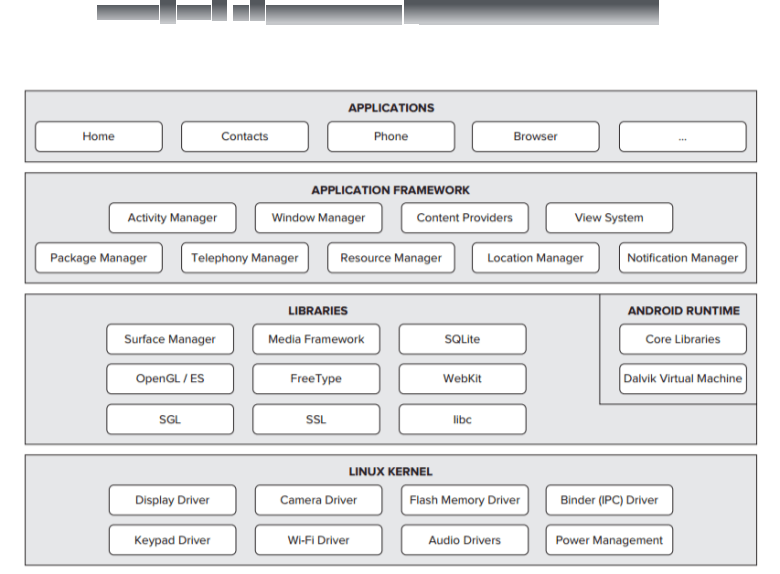 APPLICATIONS
Home Contacts Phone Browser ...
APPLICATION FRAMEWORK
Activity Manager Window Manager Content Providers View System
Package Manager Telephony Manager Resource Manager Location Manager Notification Manager
LIBRARIES
Surface Manager Media Framework SQLite
OpenGL / ES FreeType WebKit
SGL SSL libc
ANDROID RUNTIME
Core Libraries
Dalvik Virtual Machine
LINUX KERNEL
Display Driver Camera Driver Flash Memory Driver Binder (IPC) Driver
Keypad Driver Wi-Fi Driver Audio Drivers Power Management